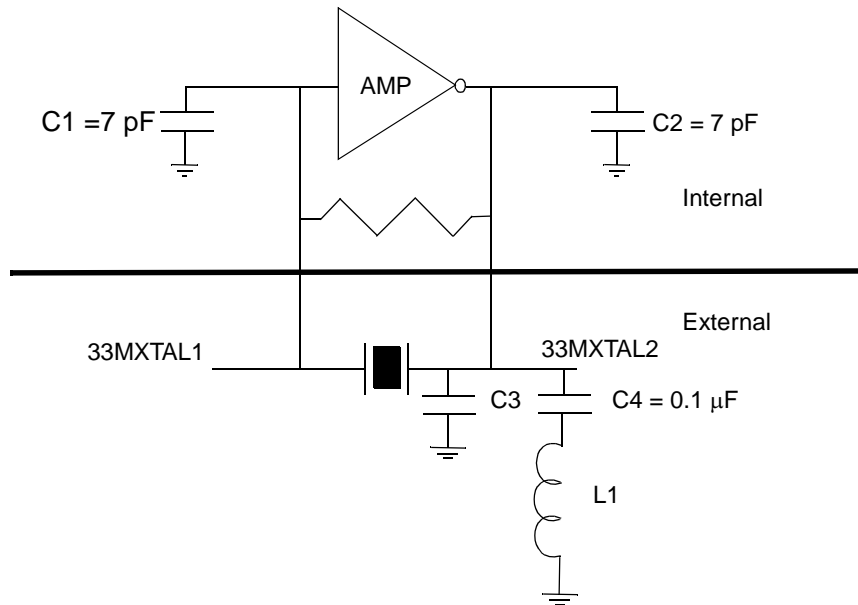 AMP
C1 =7 pF
C2 = 7 pF
Internal
External
33MXTAL1
33MXTAL2
C3
C4 = 0.1 μF
L1